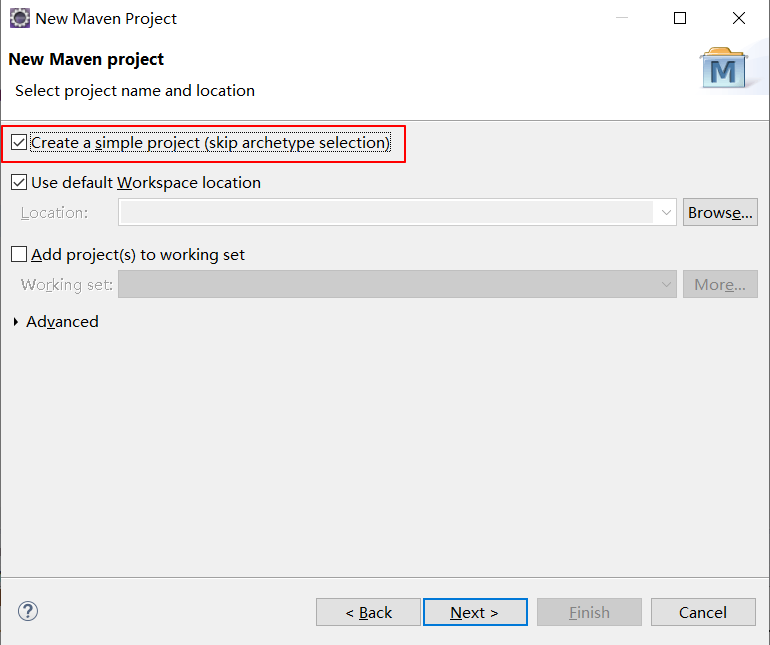 New Maven Project
New Maven project
Select project name and location
M
Create a simple project (skip archetype selection)
Use default Workspace location
Location:
Browse...
Add project(s) to working set
Working set:
More...
Advanced
?
< Back
Next >
Finish
Cancel